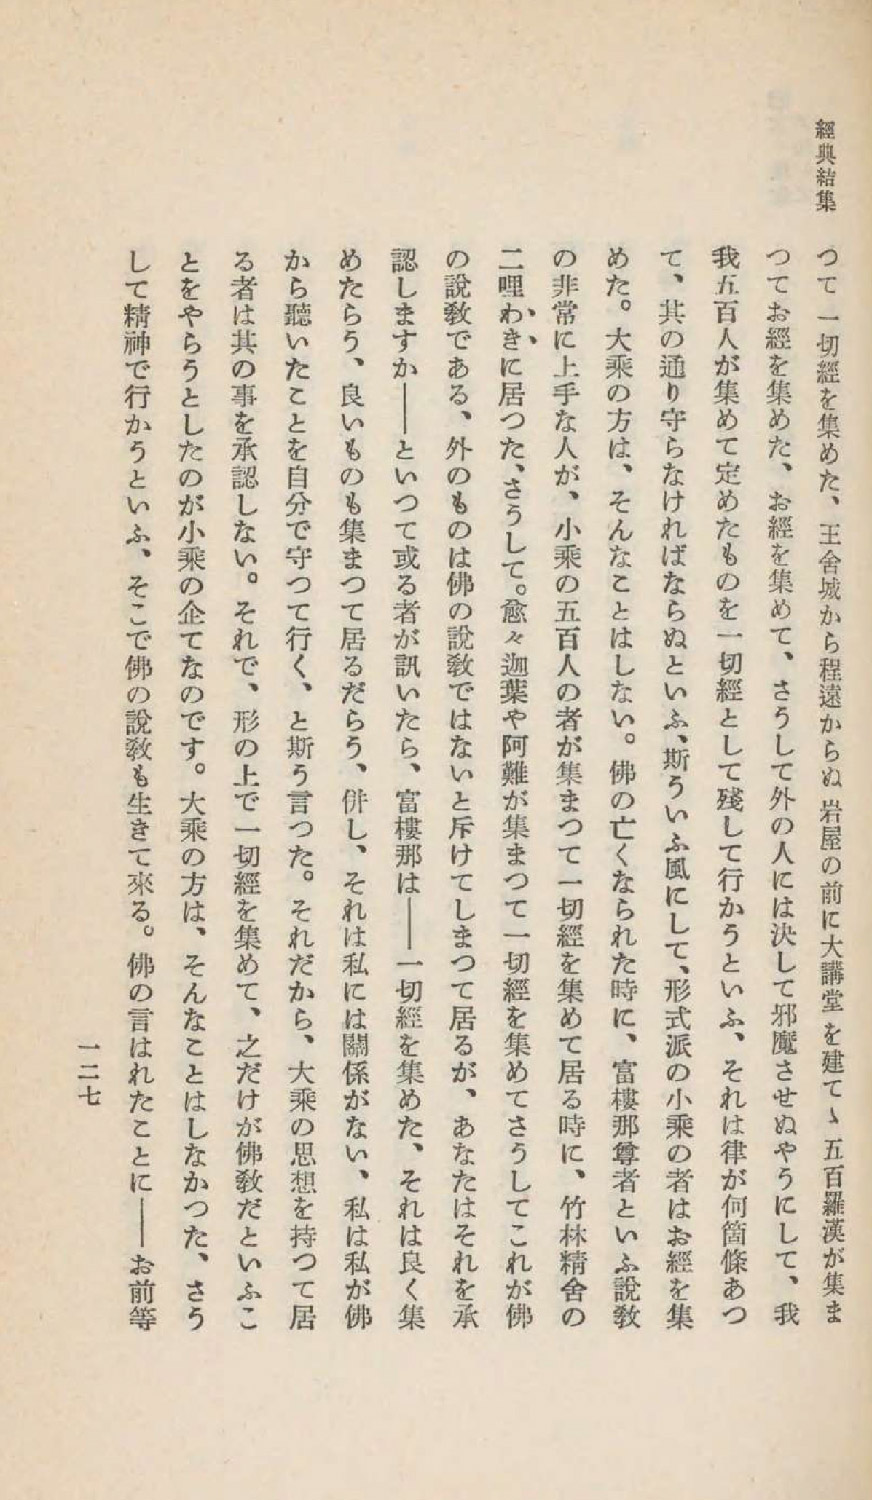 經典結集
つて一切經を集めた、王舍城から程遠からぬ岩屋の前に大講堂を建てゝ五百羅漢が集ま
つてお經を集めた、お經を集めて、さうして外の人には決して邪魔させぬやうにして、我
我五百人が集めて定めたものを一切經として殘して行かうといふ、それは律が何箇條あつ
て、其の通り守らなければならぬといふ、斯ういふ風にして、形式派の小乘の者はお經を集
めた。大乘の方は、そんなことはしない。佛の亡くなられた時に、富樓那尊者といふ說敎
の非常に上手な人が、小乘の五百人の者が集まつて一切經を集めて居る時に、竹林精舍の
二哩わきに居つた、さうして。愈々迦葉や阿難が集まつて一切經を集めてさうしてこれが佛
の說敎である、外のものは佛の說敎ではないと斥けてしまつて居るが、あなたはそれを承
認しますか――といつて或る者が訊いたら、富樓那は――一切經を集めた、それは良く集
めたらう、良いものも集まつて居るだらう、併し、それは私には關係がない、私は私が佛
から聽いたことを自分で守つて行く、と斯う言つた。それだから、大乘の思想を持つて居
る者は其の事を承認しない。それで、形の上で一切經を集めて、之だけが佛敎だといふこ
とをやらうとしたのが小乘の企てなのです。大乘の方は、そんなことはしなかつた、さう
して精神で行かうといふ、そこで佛の說敎も生きて來る。佛の言はれたことに――お前等
一二七